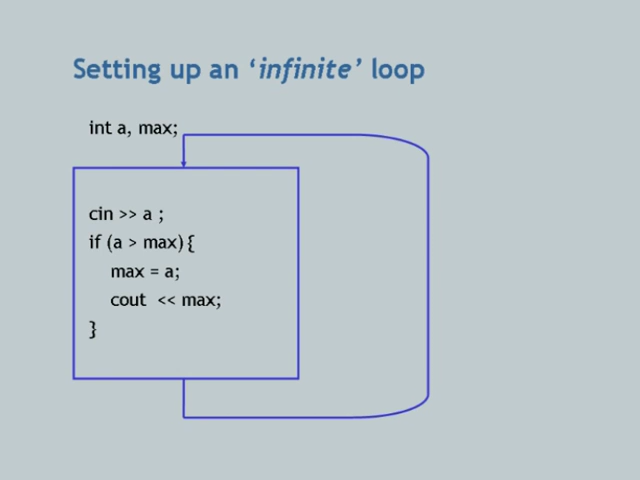 Setting up an ‘infinite’ loop
int a, max;
cin >> a ;
if (a > max) {
max = a;
cout << max;
}